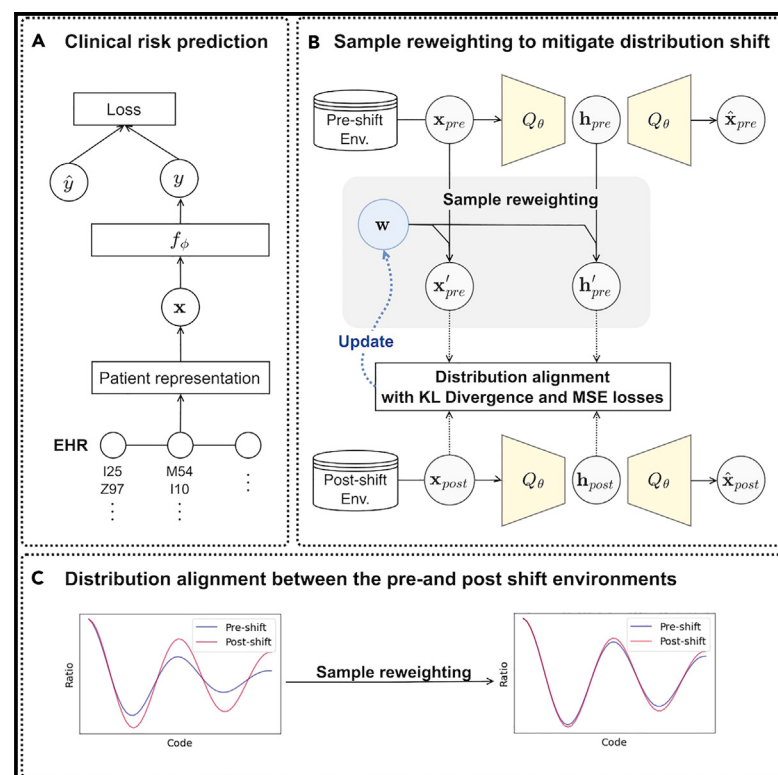 A Clinical risk prediction
Loss
ŷ
y
f_ϕ
x
Patient representation
EHR
I25
Z97
⋮
M54
I10
⋮
⋮
B Sample reweighting to mitigate distribution shift
Pre-shift
Env.
x_pre
Q_θ
h_pre
Q_θ
x̂_pre
Sample reweighting
w
x'_pre
h'_pre
Update
Distribution alignment
with KL Divergence and MSE losses
Post-shift
Env.
x_post
Q_θ
h_post
Q_θ
x̂_post
C Distribution alignment between the pre-and post shift environments
Ratio
Pre-shift
Post-shift
Code
Sample reweighting
Ratio
Pre-shift
Post-shift
Code